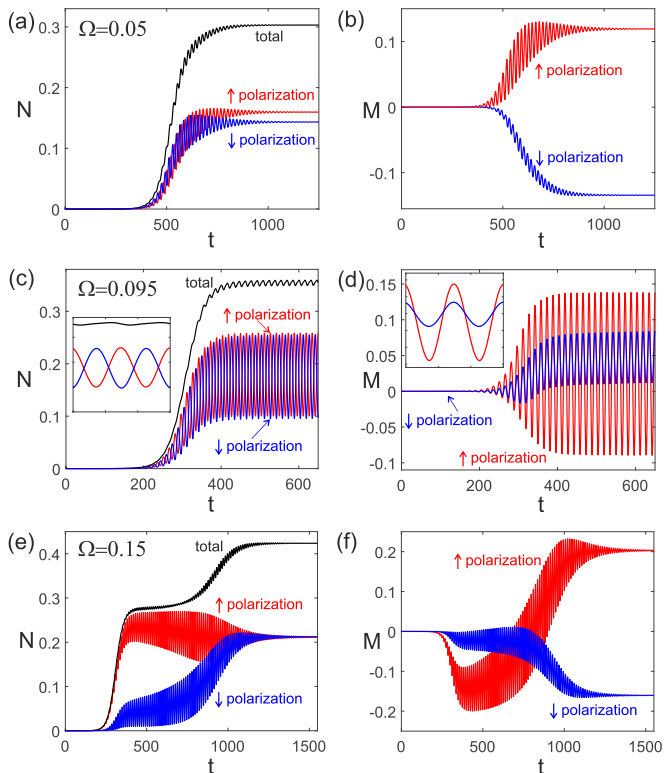 (a) Ω=0.05
0.3
0.2
0.1
0
N
total
↑ polarization
↓ polarization
0 500 1000
t
(b)
0.1
0
-0.1
M
↑ polarization
↓ polarization
0 500 1000
t
(c) Ω=0.095
0.3
0.2
0.1
0
N
total
↑ polarization
↓ polarization
0 200 400 600
t
(d)
0.15
0.10
0.05
0
-0.05
-0.1
M
↓ polarization
↑ polarization
0 200 400 600
t
(e) Ω=0.15
0.4
0.3
0.2
0.1
0
N
total
↑ polarization
↓ polarization
0 500 1000 1500
t
(f)
0.2
0.1
0
-0.1
-0.2
M
↑ polarization
↓ polarization
0 500 1000 1500
t